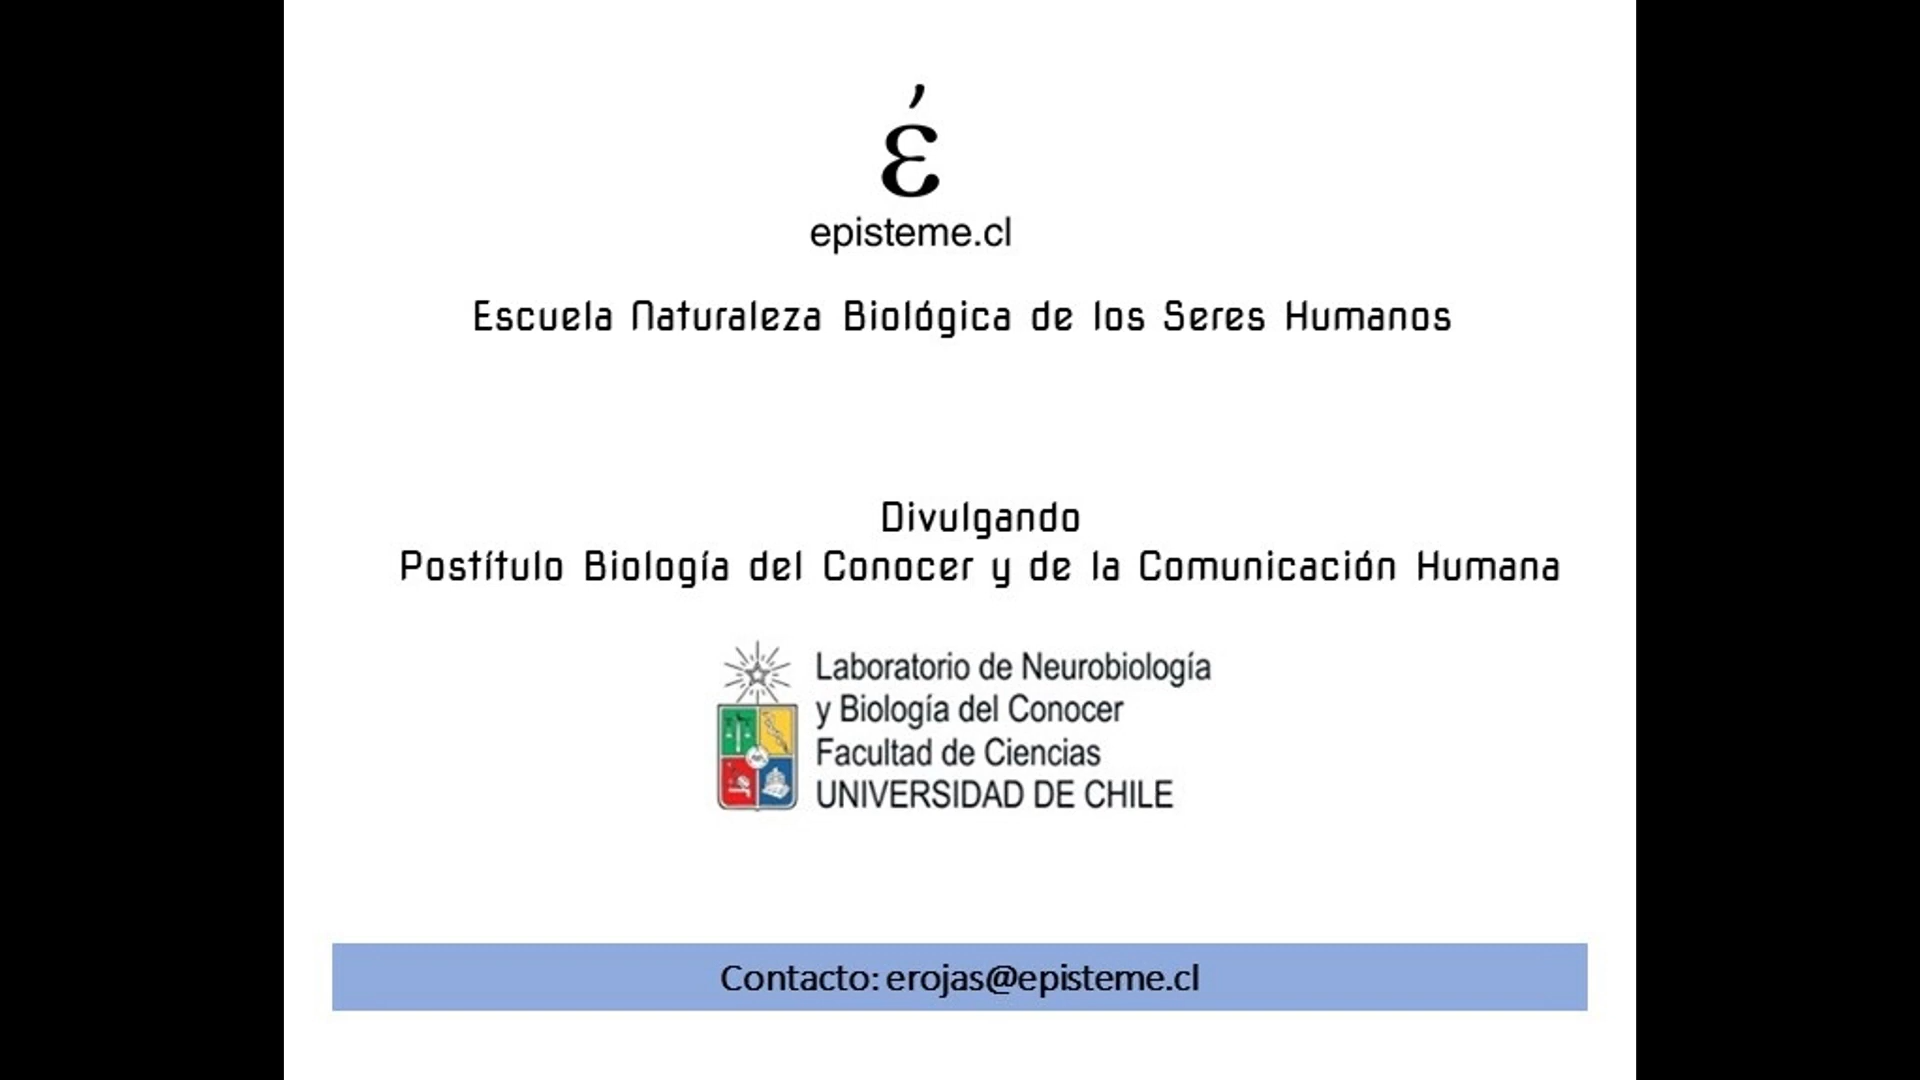 έ
episteme.cl
Escuela Naturaleza Biológica de los Seres Humanos
Divulgando
Postítulo Biología del Conocer y de la Comunicación Humana
Laboratorio de Neurobiología
y Biología del Conocer
Facultad de Ciencias
UNIVERSIDAD DE CHILE
Contacto: erojas@episteme.cl